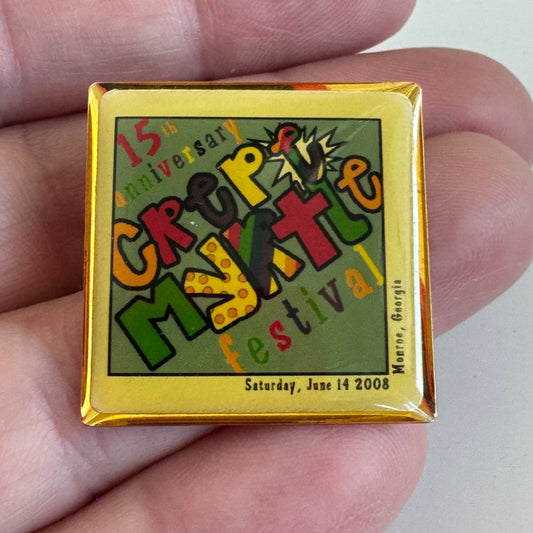 15th
anniversary
CRepe
MyRtle
festival
Saturday, June 14 2008
Monroe, Georgia